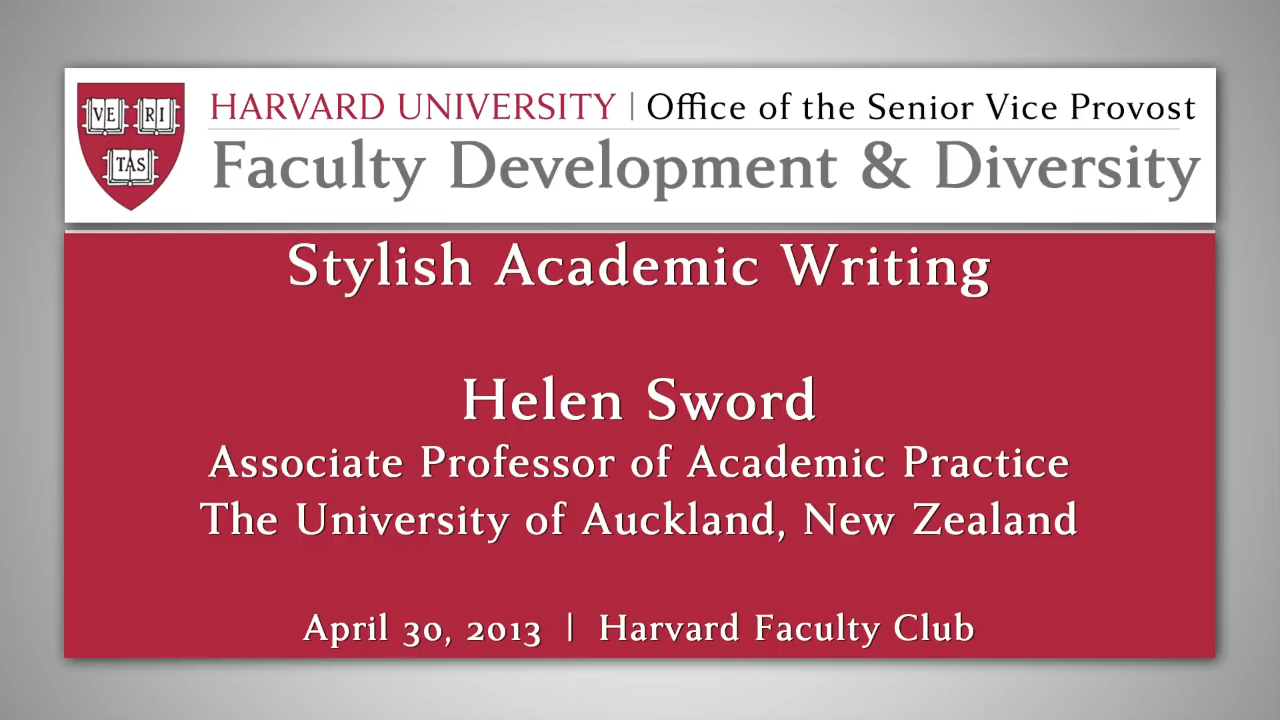 VE RI
TAS
HARVARD UNIVERSITY | Office of the Senior Vice Provost
Faculty Development & Diversity
Stylish Academic Writing
Helen Sword
Associate Professor of Academic Practice
The University of Auckland, New Zealand
April 30, 2013 | Harvard Faculty Club